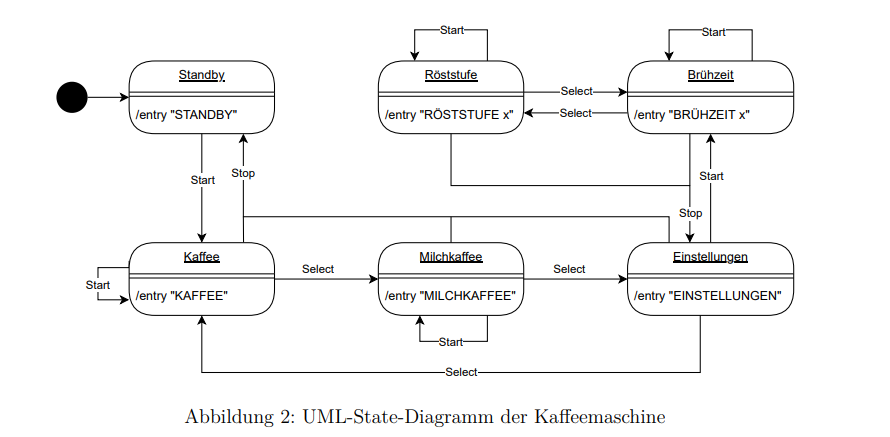 Start
Start
Standby
Röststufe
Brühzeit
Select
/entry "STANDBY"
/entry "RÖSTSTUFE x"
Select
/entry "BRÜHZEIT x"
Start
Stop
Start
Stop
Kaffee
Milchkaffee
Einstellungen
Select
Select
Start
/entry "KAFFEE"
/entry "MILCHKAFFEE"
/entry "EINSTELLUNGEN"
Start
Select
Abbildung 2: UML-State-Diagramm der Kaffeemaschine